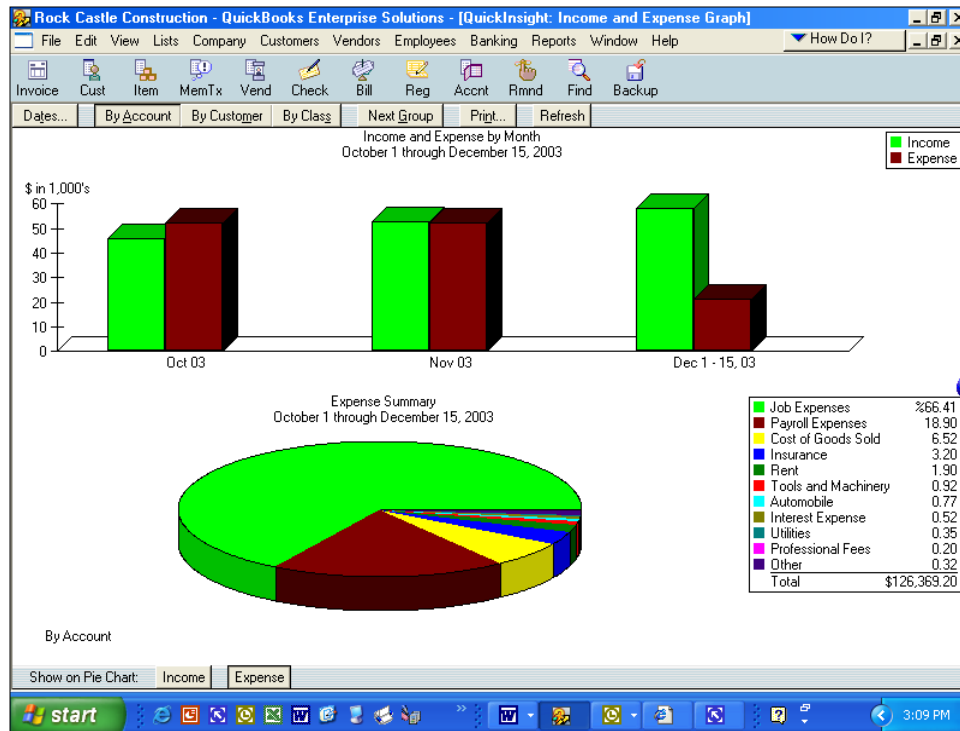 Rock Castle Construction - QuickBooks Enterprise Solutions - [QuickInsight: Income and Expense Graph]
File Edit View Lists Company Customers Vendors Employees Banking Reports Window Help How Do I?
Invoice Cust Item MemTx Vend Check Bill Reg Accnt Rmnd Find Backup
Dates... By Account By Customer By Class Next Group Print... Refresh
Income and Expense by Month
October 1 through December 15, 2003
Income
Expense
$ in 1,000's
60
50
40
30
20
10
0
Oct 03 Nov 03 Dec 1 - 15, 03
Expense Summary
October 1 through December 15, 2003
Job Expenses %66.41
Payroll Expenses 18.90
Cost of Goods Sold 6.52
Insurance 3.20
Rent 1.90
Tools and Machinery 0.92
Automobile 0.77
Interest Expense 0.52
Utilities 0.35
Professional Fees 0.20
Other 0.32
Total $126,369.20
By Account
Show on Pie Chart: Income Expense
start 3:09 PM